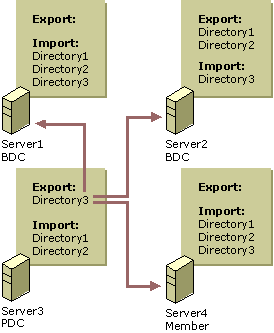 Export:
Import:
Directory1
Directory2
Directory3
Server1
BDC
Export:
Directory1
Directory2
Import:
Directory3
Server2
BDC
Export:
Directory3
Import:
Directory1
Directory2
Server3
PDC
Export:
Import:
Directory1
Directory2
Directory3
Server4
Member